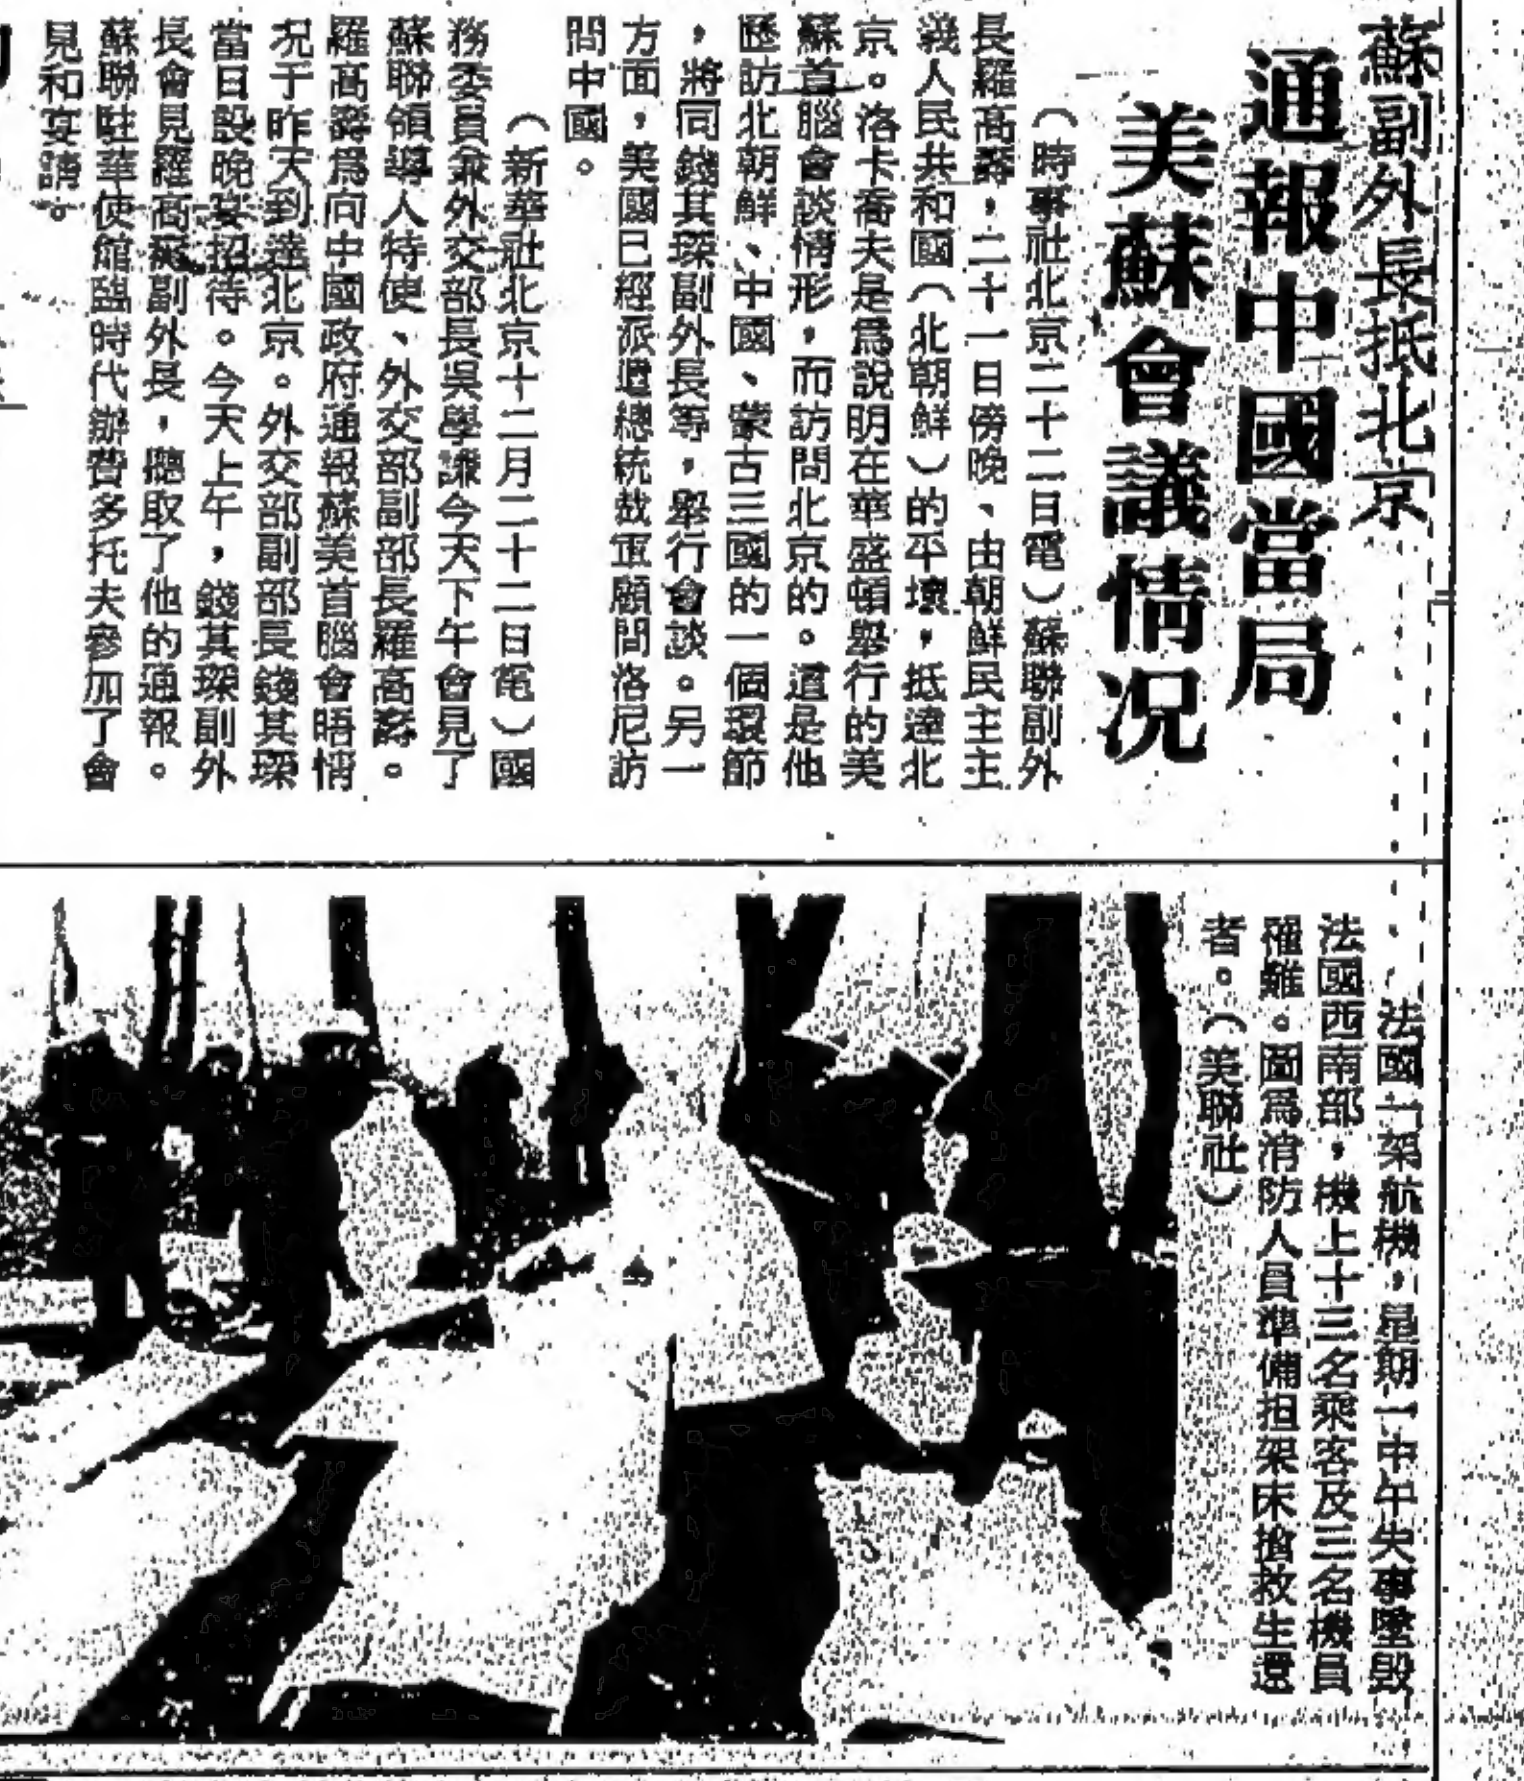 蘇副外長抵北京
通報中國當局
美蘇會議情況
（時事社北京二十二日電）蘇聯副外
長羅高壽，二十一日傍晚、由朝鮮民主主
義人民共和國（北朝鮮）的平壤，抵達北
京。洛卡喬夫是爲說明在華盛頓舉行的美
蘇首腦會談情形，而訪問北京的。這是他
歷訪北朝鮮、中國、蒙古三國的一個環節
，將同錢其琛副外長等，舉行會談。另一
方面，美國已經派遣總統裁軍顧問洛尼訪
問中國。
（新華社北京十二月二十二日電）國
務委員兼外交部長吳學謙今天下午會見了
蘇聯領導人特使、外交部副部長羅高壽。
羅高壽爲向中國政府通報蘇美首腦會晤情
况于昨天到達北京。外交部副部長錢其琛
當日設晚宴招待。今天上午，錢其琛副外
長會見羅高壽副外長，聽取了他的通報。
蘇聯駐華使館臨時代辦費多托夫參加了會
見和宴請。
法國一架航機，星期一中午失事墜毀
法國西南部，機上十三名乘客及三名機員
罹難。圖爲消防人員準備担架床搶救生還
者。（美聯社）